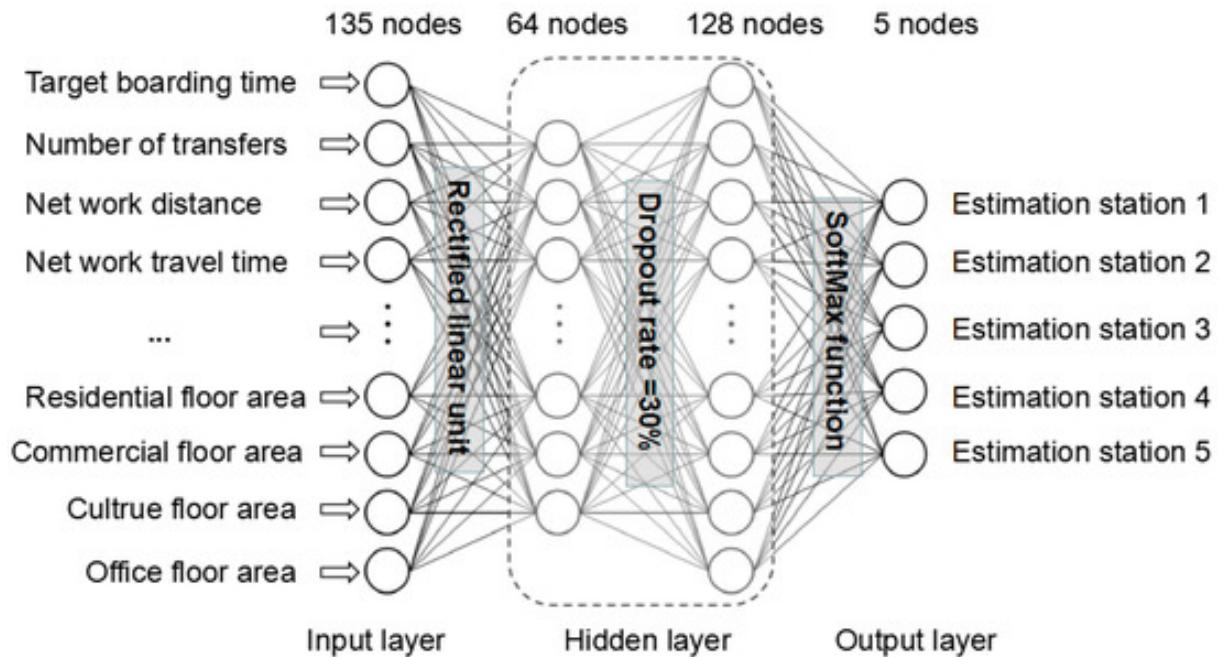 135 nodes 64 nodes 128 nodes 5 nodes
Target boarding time
Number of transfers
Net work distance
Net work travel time
...
Residential floor area
Commercial floor area
Cultrue floor area
Office floor area
Rectified linear unit
Dropout rate =30%
SoftMax function
Estimation station 1
Estimation station 2
Estimation station 3
Estimation station 4
Estimation station 5
Input layer Hidden layer Output layer